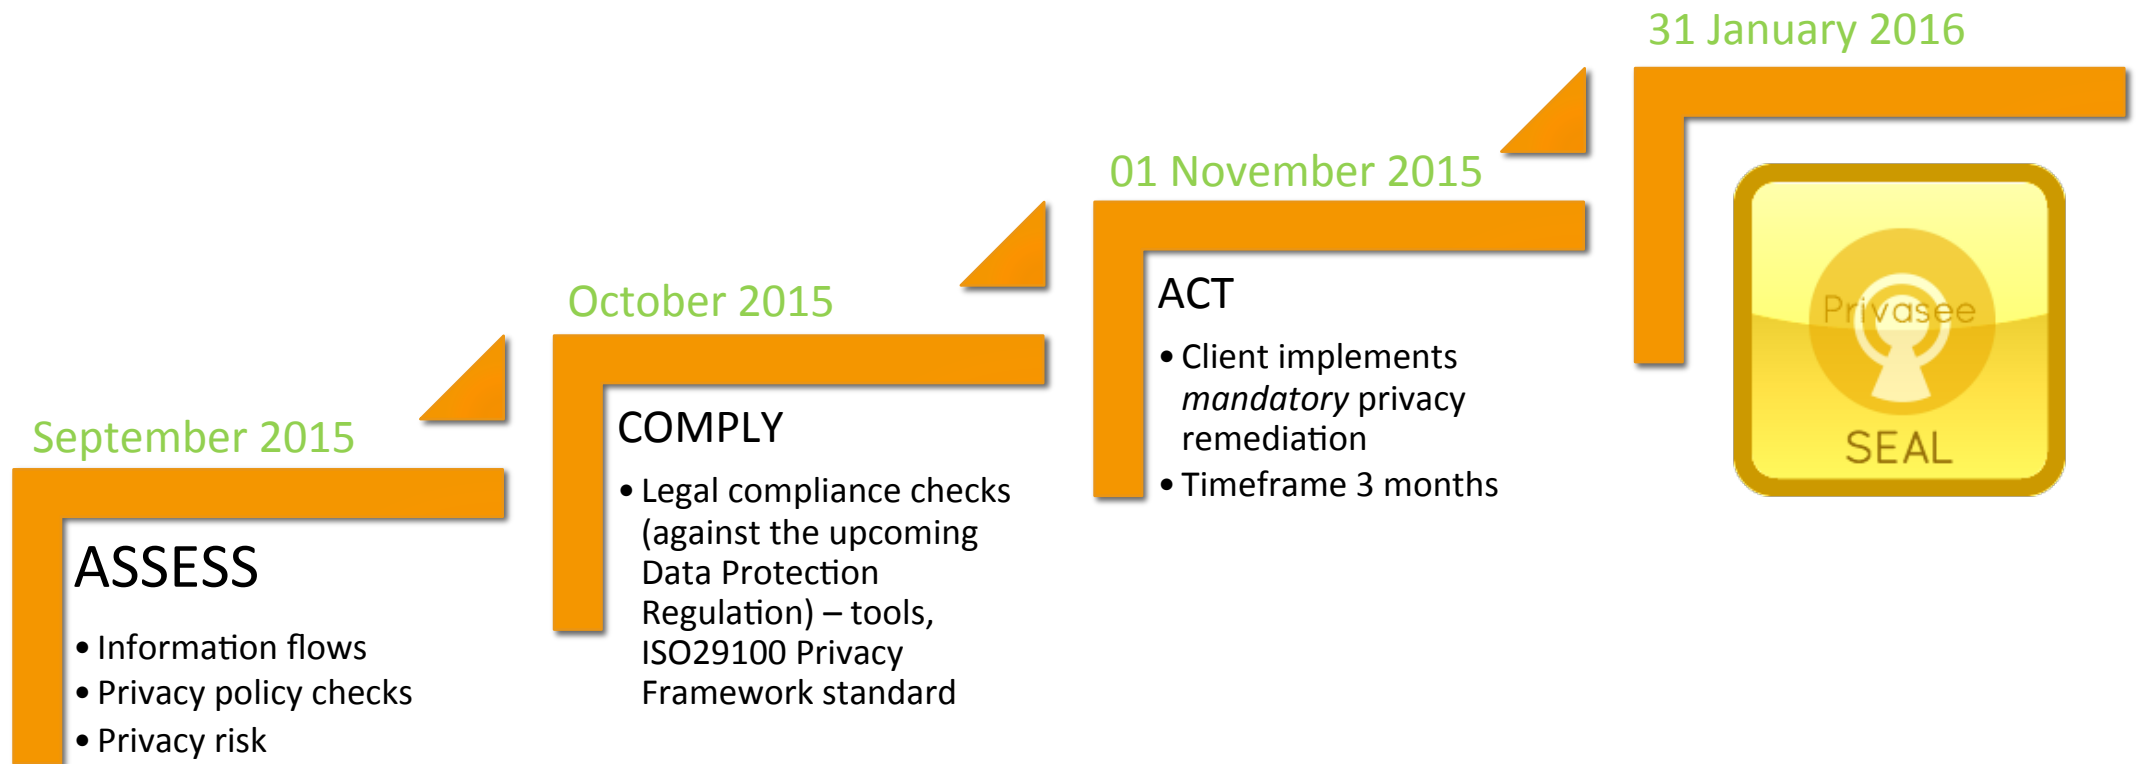 September 2015
ASSESS
• Information flows
• Privacy policy checks
• Privacy risk
October 2015
COMPLY
• Legal compliance checks
(against the upcoming
Data Protection
Regulation) – tools,
ISO29100 Privacy
Framework standard
01 November 2015
ACT
• Client implements
mandatory privacy
remediation
• Timeframe 3 months
31 January 2016
Privasee
SEAL